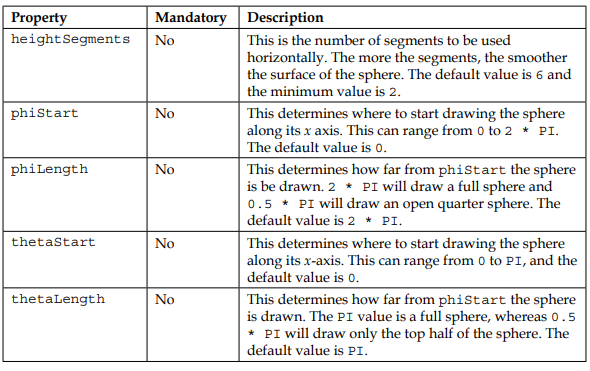 Property Mandatory Description
heightSegments No This is the number of segments to be used
horizontally. The more the segments, the smoother
the surface of the sphere. The default value is 6 and
the minimum value is 2.
phiStart No This determines where to start drawing the sphere
along its x axis. This can range from 0 to 2 * PI.
The default value is 0.
phiLength No This determines how far from phiStart the sphere
is be drawn. 2 * PI will draw a full sphere and
0.5 * PI will draw an open quarter sphere. The
default value is 2 * PI.
thetaStart No This determines where to start drawing the sphere
along its x-axis. This can range from 0 to PI, and the
default value is 0.
thetaLength No This determines how far from phiStart the sphere
is drawn. The PI value is a full sphere, whereas 0.5
* PI will draw only the top half of the sphere. The
default value is PI.